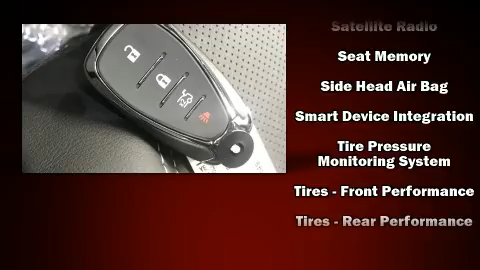 Satellite Radio
Seat Memory
Side Head Air Bag
Smart Device Integration
Tire Pressure
Monitoring System
Tires - Front Performance
Tires - Rear Performance